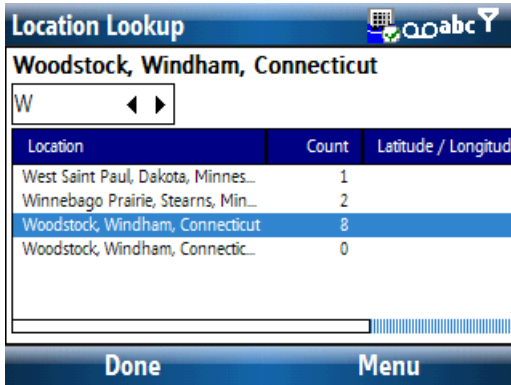 Location Lookup abc
Woodstock, Windham, Connecticut
W
Location Count Latitude / Longitud
West Saint Paul, Dakota, Minnes... 1
Winnebago Prairie, Stearns, Min... 2
Woodstock, Windham, Connecticut 8
Woodstock, Windham, Connectic... 0
Done Menu